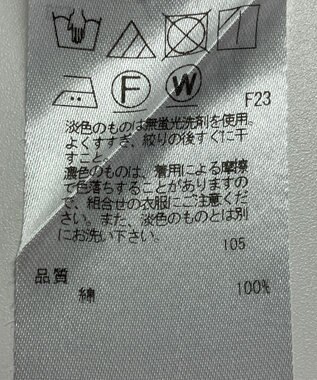 F W
F23
淡色のものは無蛍光洗剤を使用。
よくすすぎ、絞りの後すぐに干
すこと。
濃色のものは、着用による摩擦
で色落ちすることがありますの
で、組合せの衣服にご注意くだ
さい。また、淡色のものとは別
にお洗い下さい。
105
品質
綿 100%